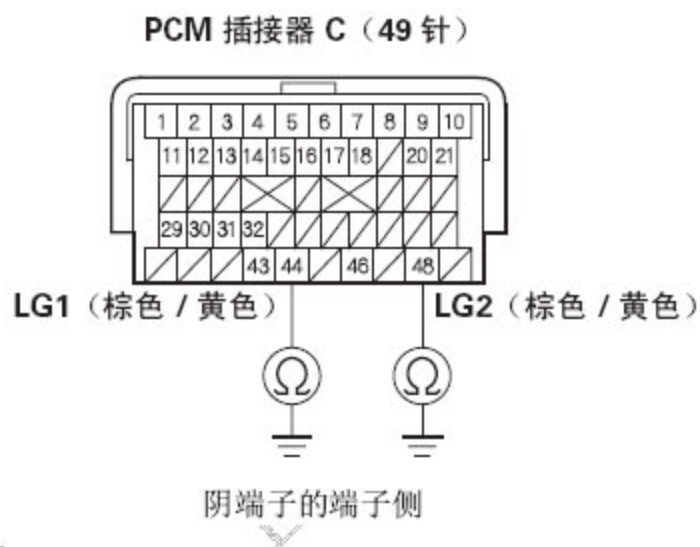 PCM 插接器 C（49 针）
1 2 3 4 5 6 7 8 9 10
11 12 13 14 15 16 17 18 20 21
29 30 31 32
43 44 46 48
LG1（棕色 / 黄色） LG2（棕色 / 黄色）
Ω Ω
阴端子的端子侧